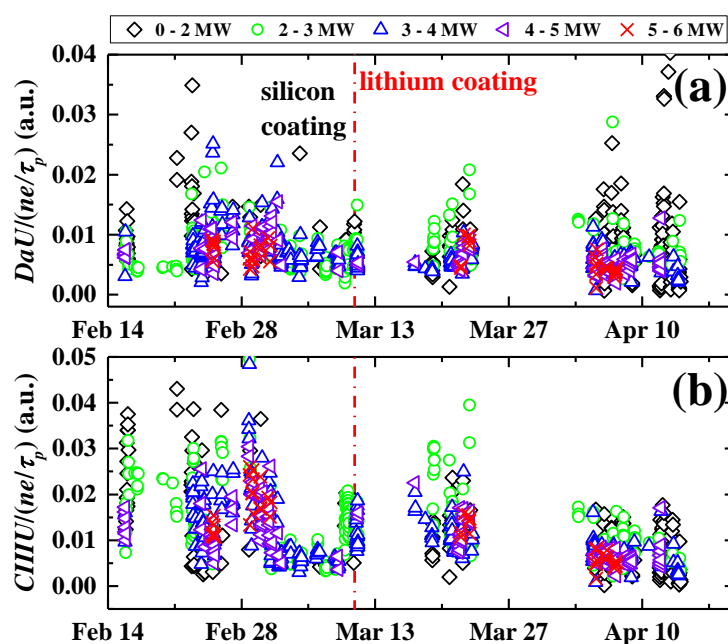 0 - 2 MW 2 - 3 MW 3 - 4 MW 4 - 5 MW 5 - 6 MW
0.04
0.03
0.02
0.01
0.00
DaU/(ne/τp) (a.u.)
silicon
coating
lithium coating
(a)
Feb 14 Feb 28 Mar 13 Mar 27 Apr 10
0.05
0.04
0.03
0.02
0.01
0.00
CIIIU/(ne/τp) (a.u.)
(b)
Feb 14 Feb 28 Mar 13 Mar 27 Apr 10